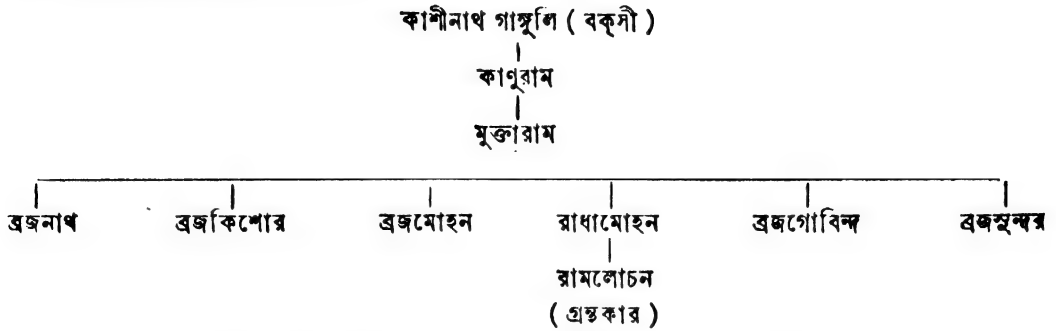 কাশীনাথ গাঙ্গুলি ( বক্‌সী )
কাণুরাম
মুক্তারাম
ব্রজনাথ ব্রজকিশোর ব্রজমোহন রাধামোহন ব্রজগোবিন্দ ব্রজসুন্দর
রামলোচন
( গ্রন্থকার )